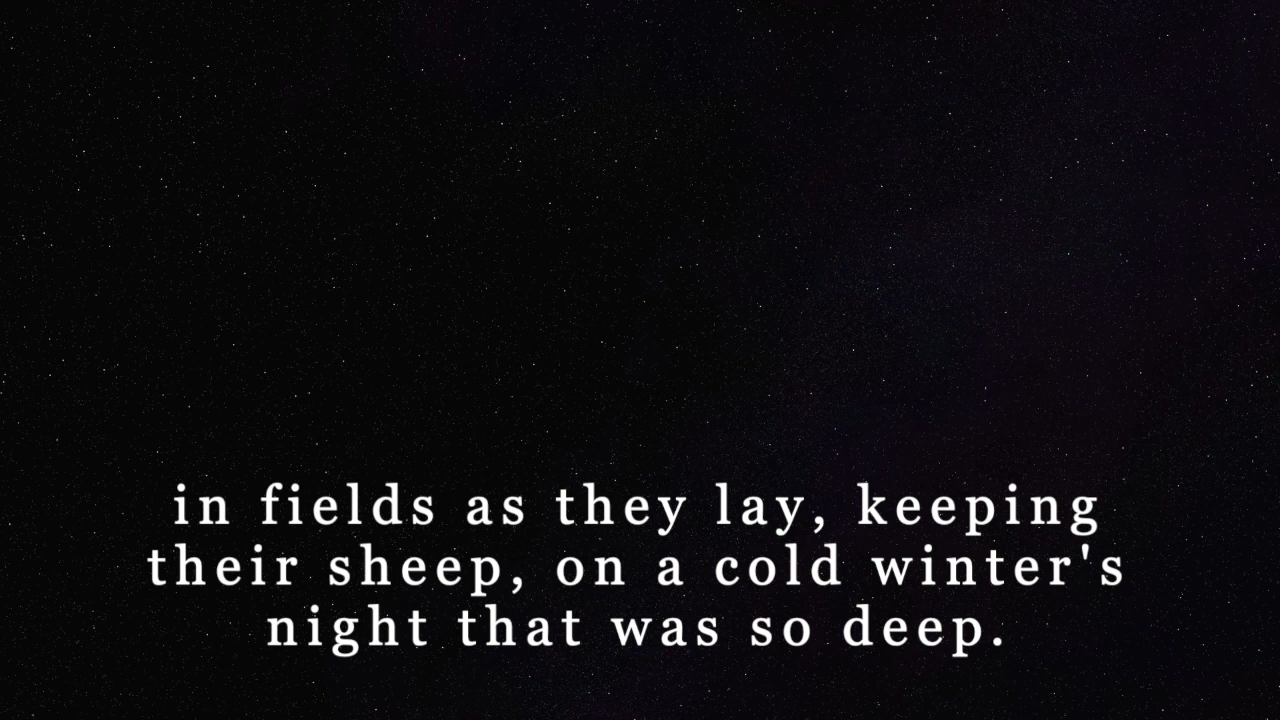 in fields as they lay, keeping
their sheep, on a cold winter's
night that was so deep.